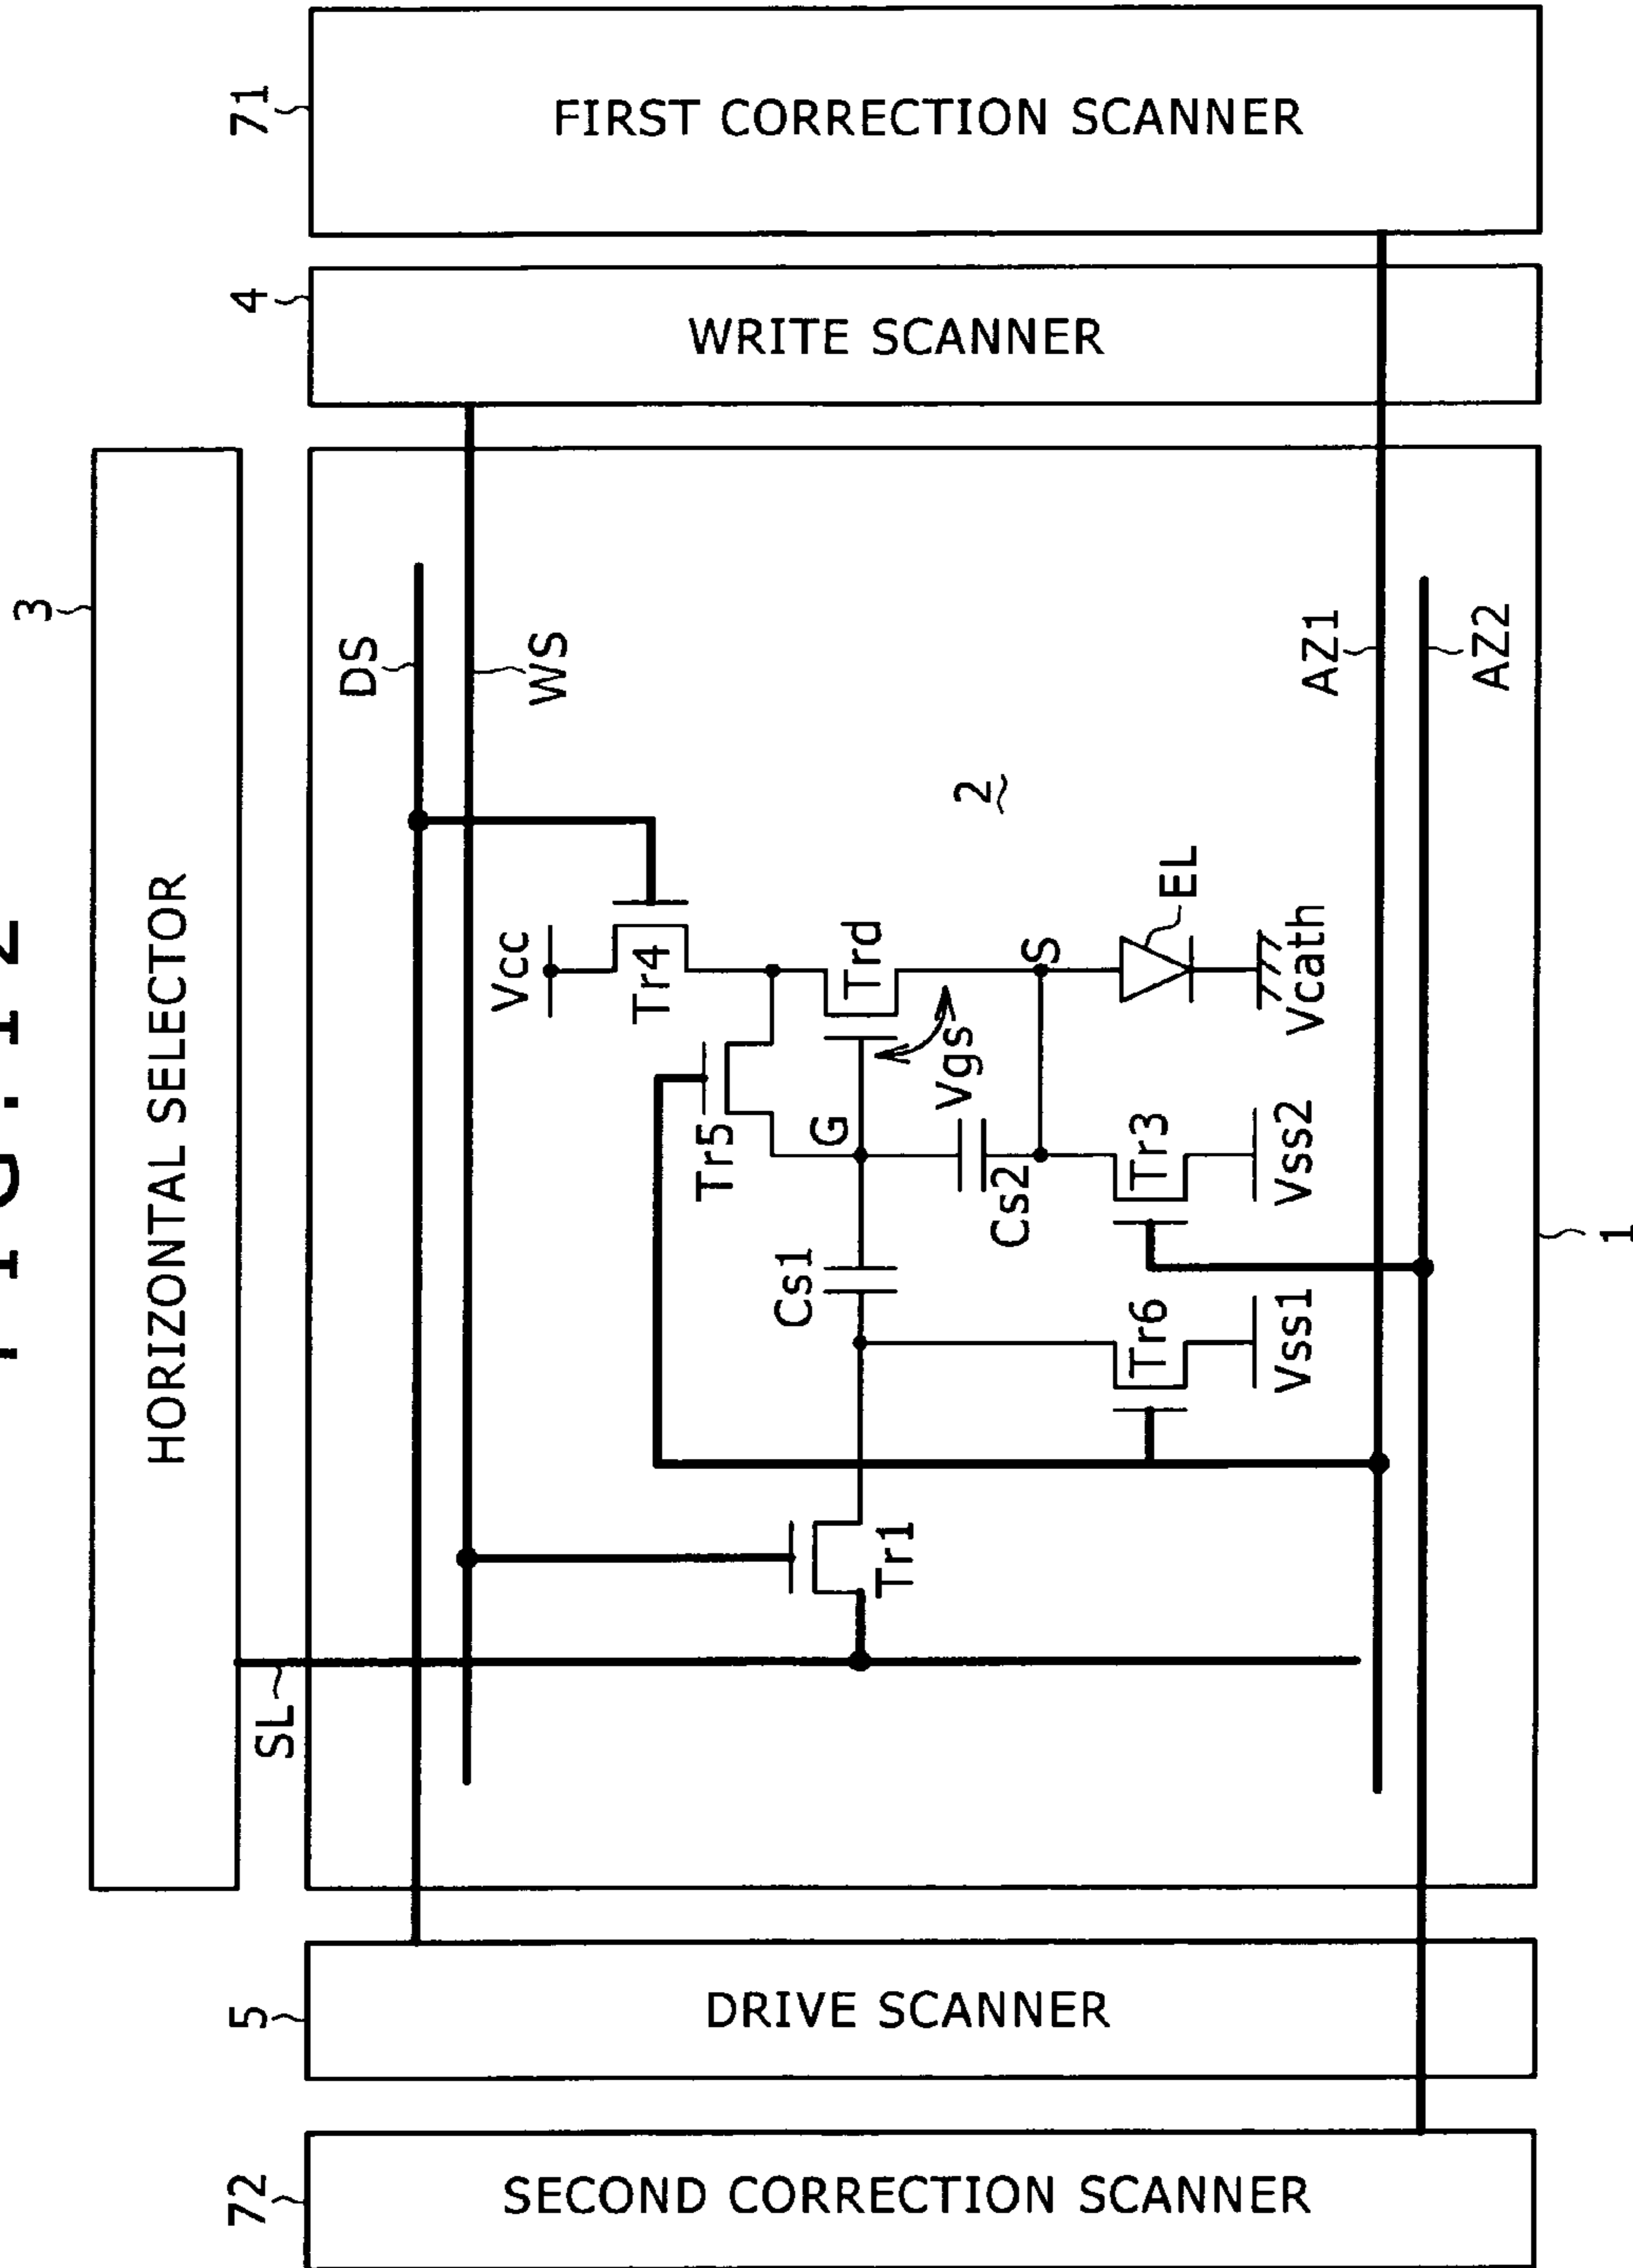 3
HORIZONTAL SELECTOR
72
5
SL
4
71
DS
WS
Vcc
Tr4
Tr5
Cs1
G
Trd
Tr1
Vgs
2
Cs2
S
Tr6
Tr3
EL
Vss1
Vss2
Vcath
AZ1
AZ2
1
SECOND CORRECTION SCANNER
DRIVE SCANNER
WRITE SCANNER
FIRST CORRECTION SCANNER